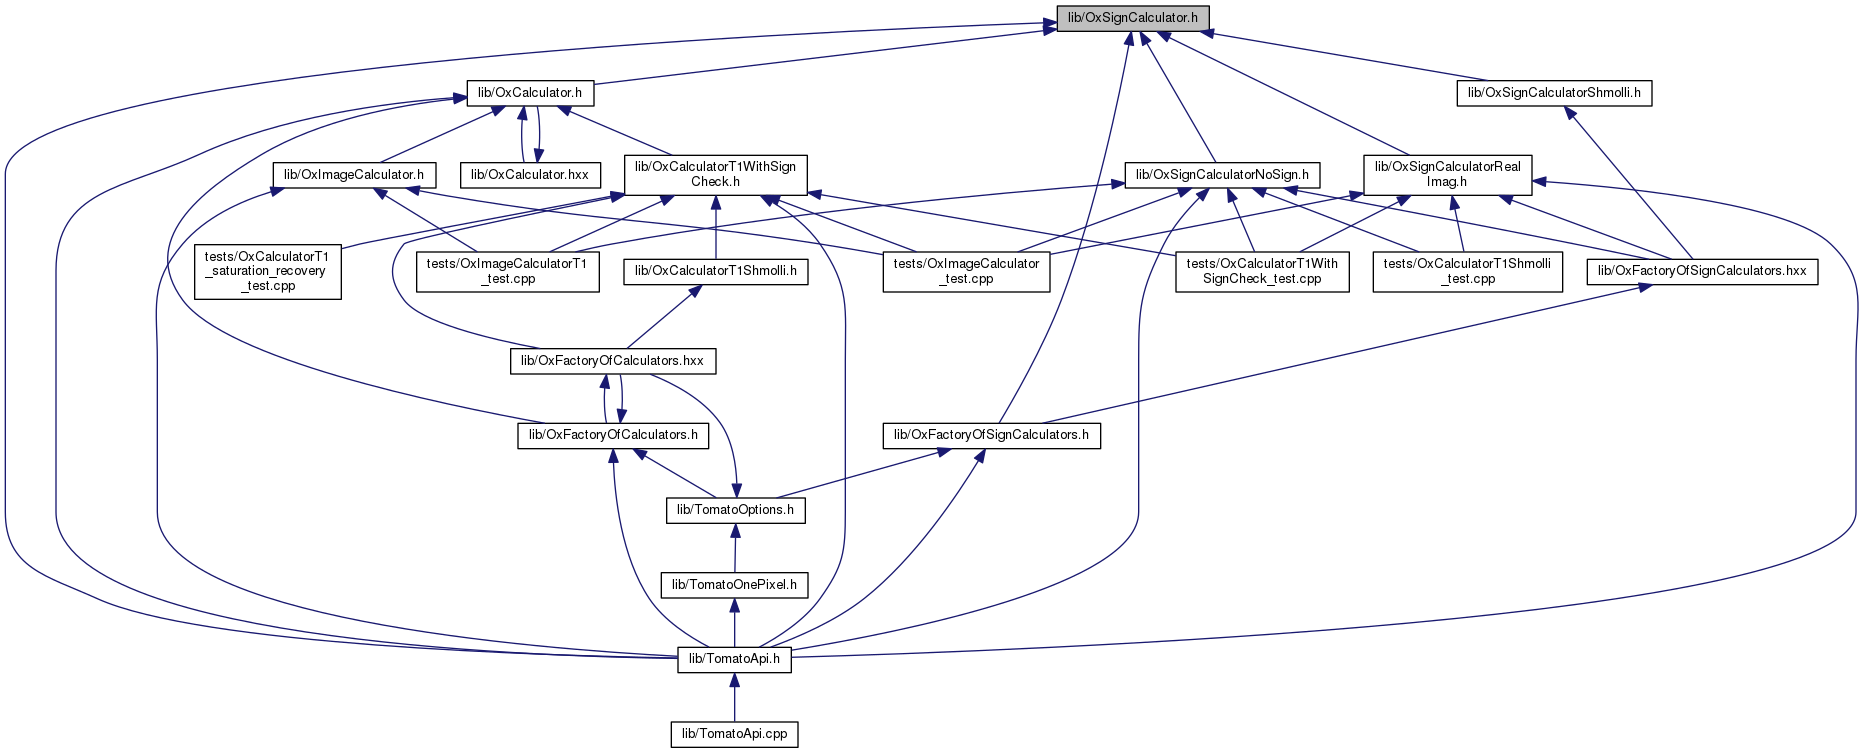 lib/OxSignCalculator.h
lib/OxCalculator.h
lib/OxSignCalculatorShmolli.h
lib/OxImageCalculator.h
lib/OxCalculator.hxx
lib/OxCalculatorT1WithSign
Check.h
lib/OxSignCalculatorNoSign.h
lib/OxSignCalculatorReal
Imag.h
tests/OxCalculatorT1
_saturation_recovery
_test.cpp
tests/OxImageCalculatorT1
_test.cpp
lib/OxCalculatorT1Shmolli.h
tests/OxImageCalculator
_test.cpp
tests/OxCalculatorT1With
SignCheck_test.cpp
tests/OxCalculatorT1Shmolli
_test.cpp
lib/OxFactoryOfSignCalculators.hxx
lib/OxFactoryOfCalculators.hxx
lib/OxFactoryOfCalculators.h
lib/OxFactoryOfSignCalculators.h
lib/TomatoOptions.h
lib/TomatoOnePixel.h
lib/TomatoApi.h
lib/TomatoApi.cpp